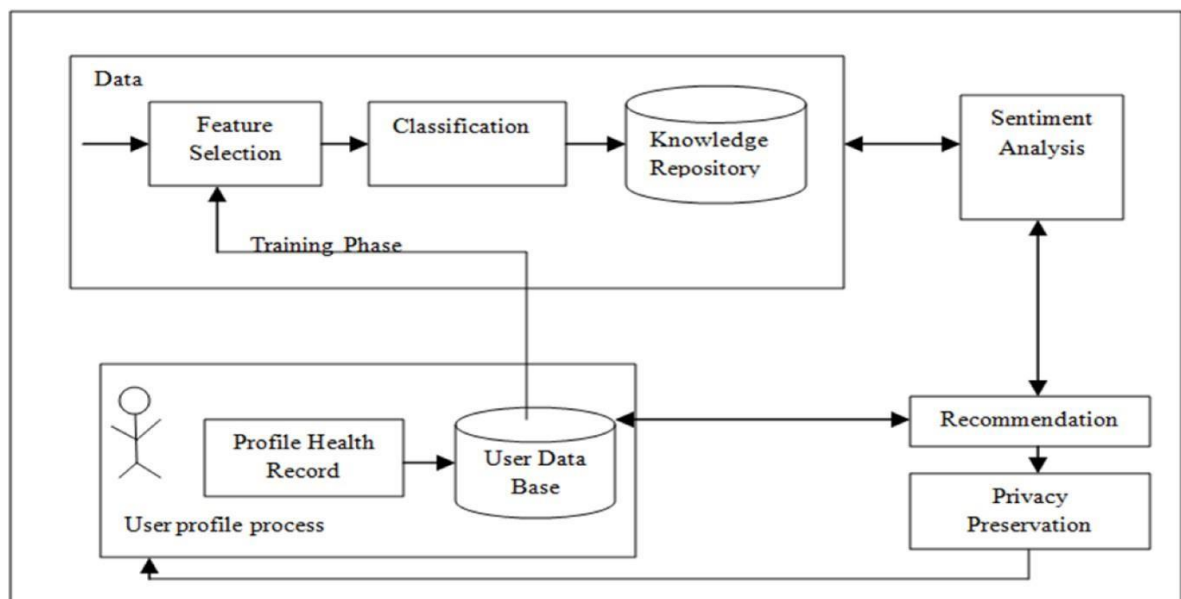 Data
Feature
Selection
Classification
Knowledge
Repository
Sentiment
Analysis
Training Phase
Profile Health
Record
User Data
Base
User profile process
Recommendation
Privacy
Preservation